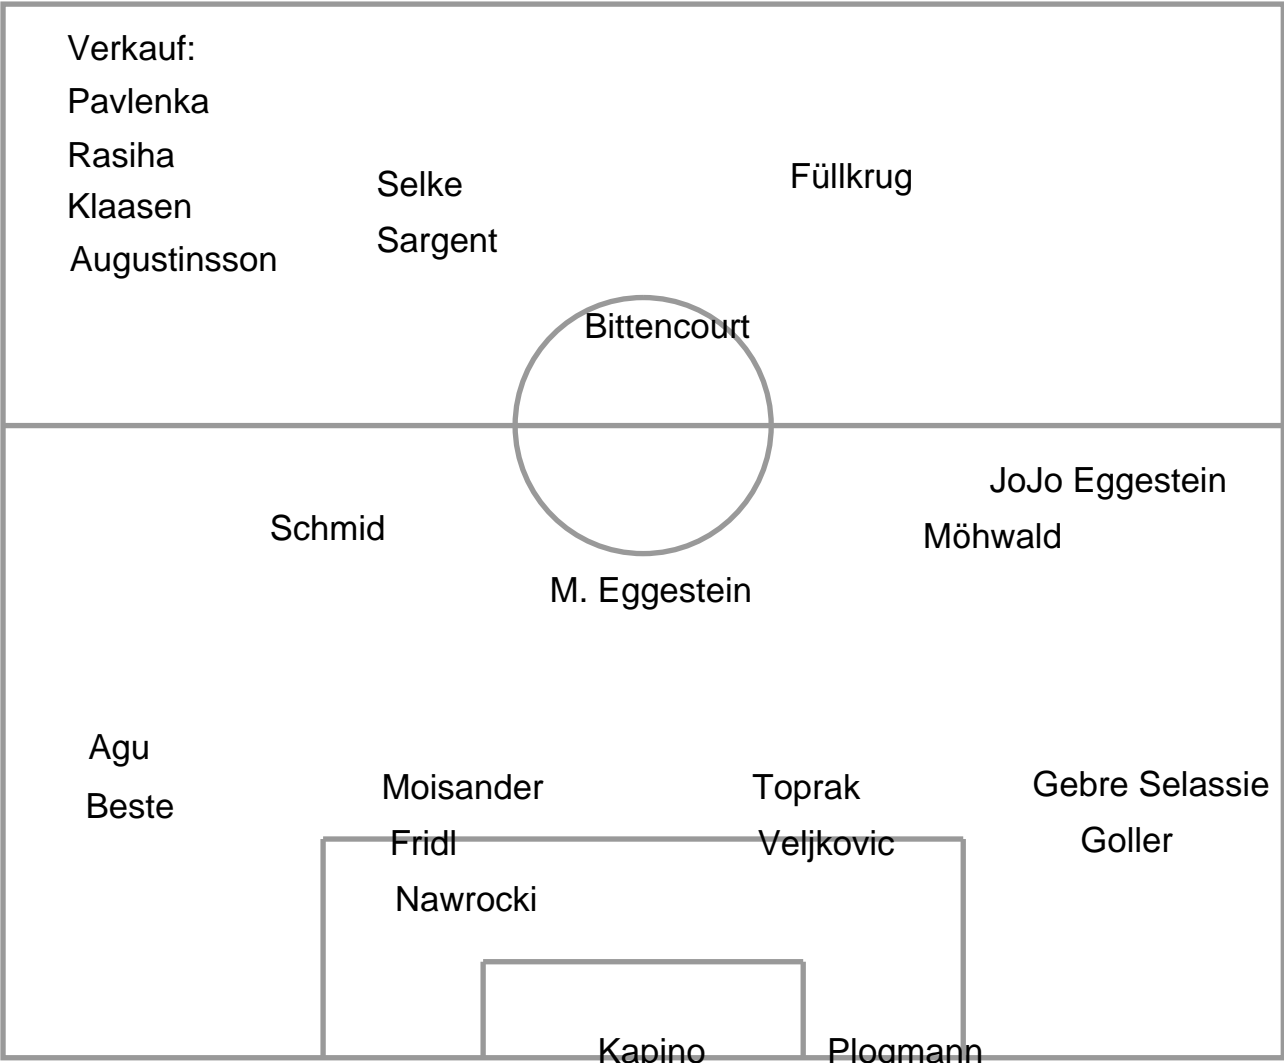 Verkauf:
Pavlenka
Rasiha
Klaasen
Augustinsson
Selke
Sargent
Füllkrug
Bittencourt
Schmid
JoJo Eggestein
Möhwald
M. Eggestein
Agu
Beste
Moisander
Fridl
Nawrocki
Toprak
Veljkovic
Gebre Selassie
Goller
Kapino
Plogmann